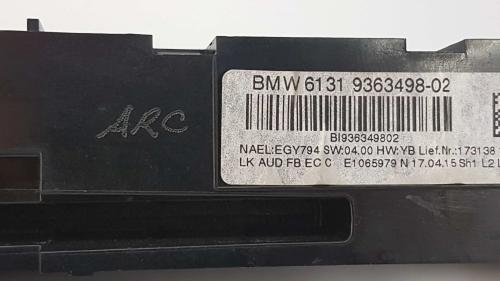 BMW 6131 9363498-02
ARC
BI936349802
NAEL:EGY794 SW:04.00 HW:YB Lief.Nr.:173138
LK AUD FB EC C E1065979 N 17.04.15 Sh1 L2